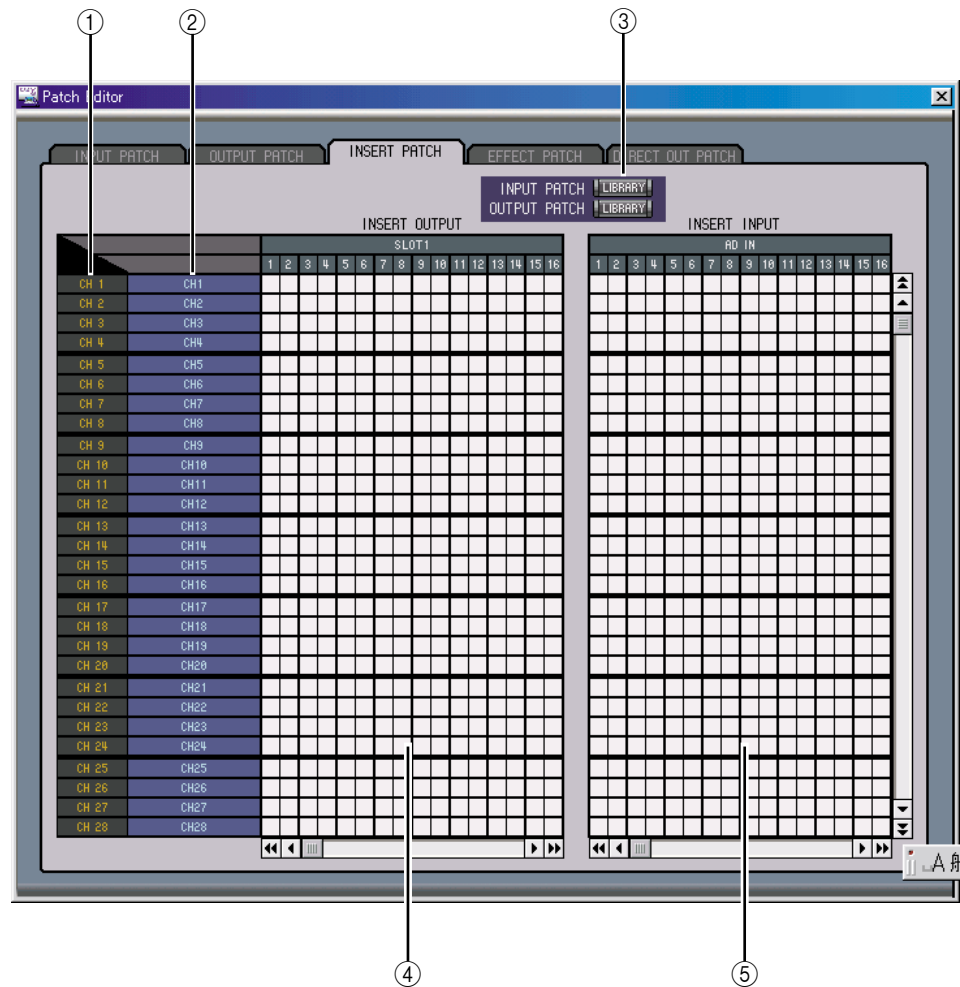 ① ② ③
Patch Editor
INPUT PATCH OUTPUT PATCH INSERT PATCH EFFECT PATCH DIRECT OUT PATCH
INPUT PATCH LIBRARY
OUTPUT PATCH LIBRARY
INSERT OUTPUT INSERT INPUT
SLOT1 AD IN
1 2 3 4 5 6 7 8 9 10 11 12 13 14 15 16 1 2 3 4 5 6 7 8 9 10 11 12 13 14 15 16
CH 1 CH1
CH 2 CH2
CH 3 CH3
CH 4 CH4
CH 5 CH5
CH 6 CH6
CH 7 CH7
CH 8 CH8
CH 9 CH9
CH 10 CH10
CH 11 CH11
CH 12 CH12
CH 13 CH13
CH 14 CH14
CH 15 CH15
CH 16 CH16
CH 17 CH17
CH 18 CH18
CH 19 CH19
CH 20 CH20
CH 21 CH21
CH 22 CH22
CH 23 CH23
CH 24 CH24
CH 25 CH25
CH 26 CH26
CH 27 CH27
CH 28 CH28
A
④ ⑤